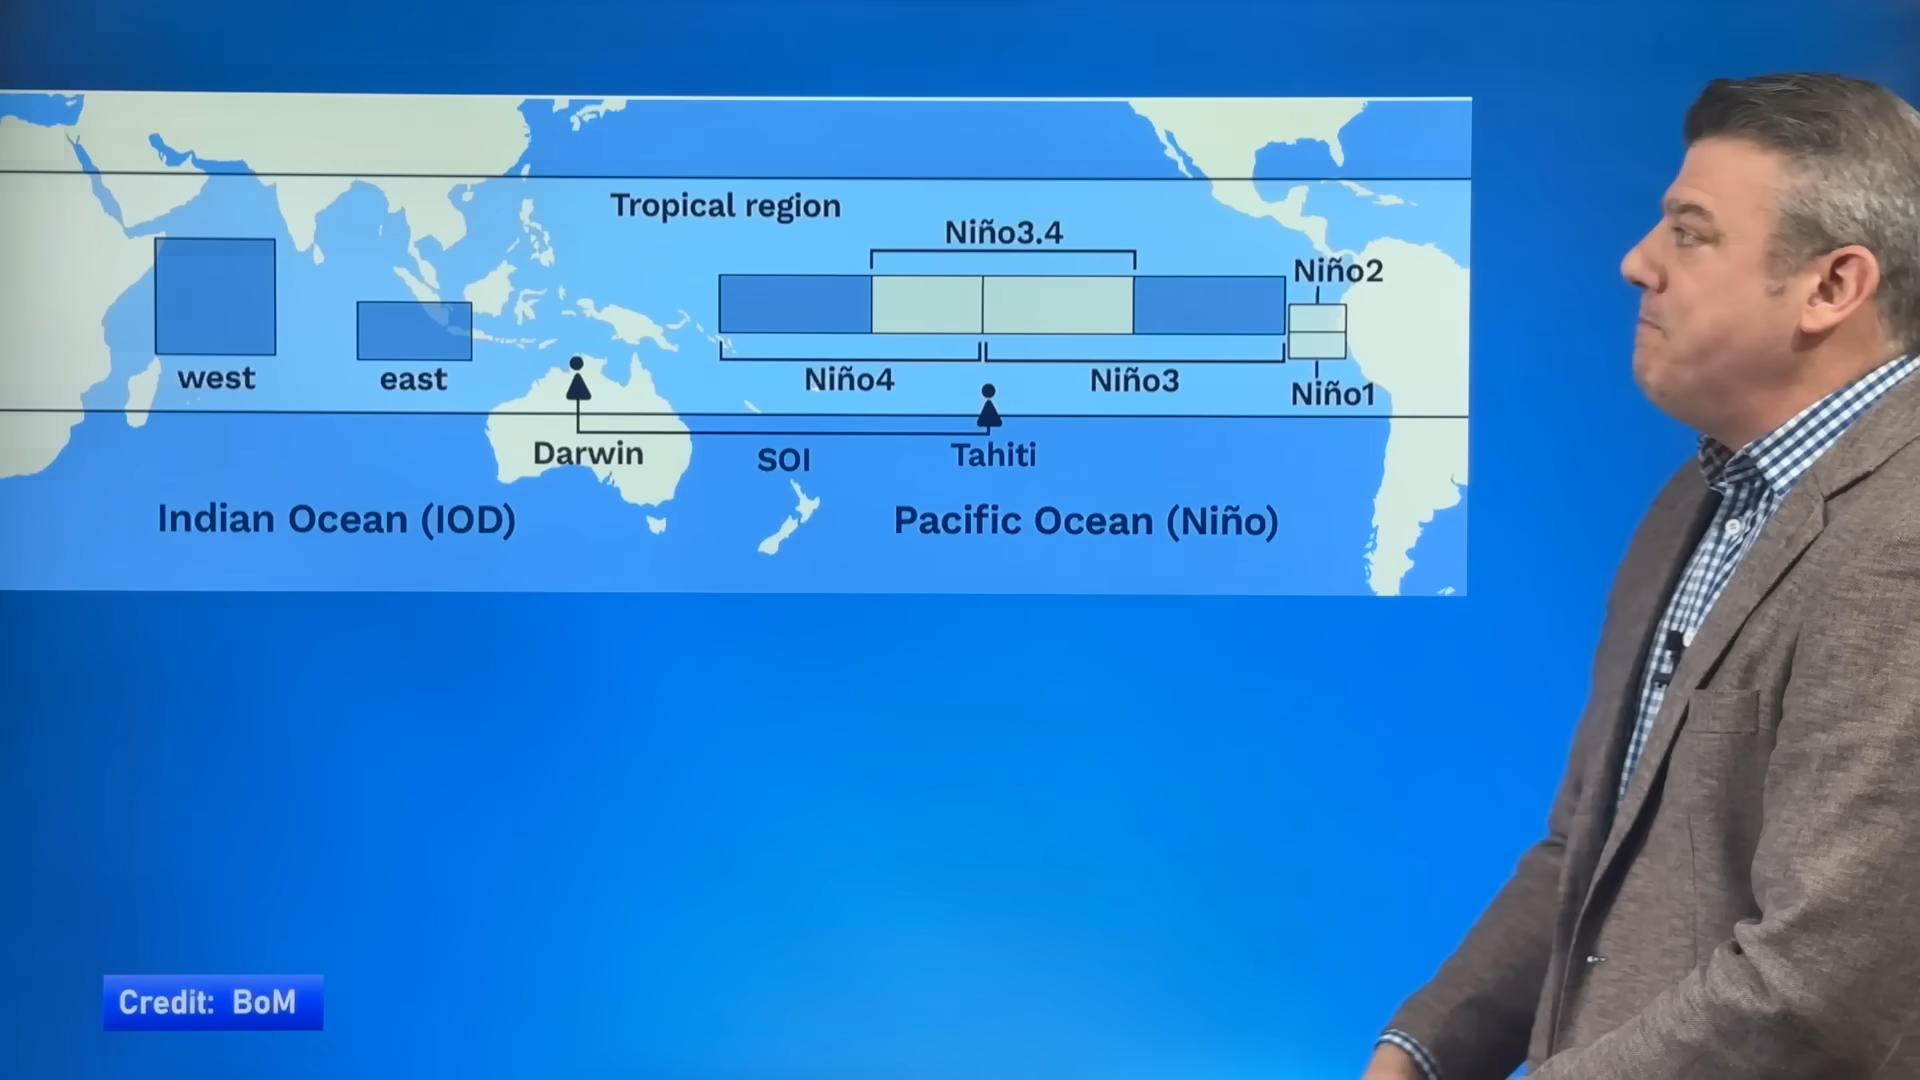 Tropical region
Niño3.4
Niño2
west
east
Niño4
Niño3
Niño1
Darwin
SOI
Tahiti
Indian Ocean (IOD)
Pacific Ocean (Niño)
Credit: BoM